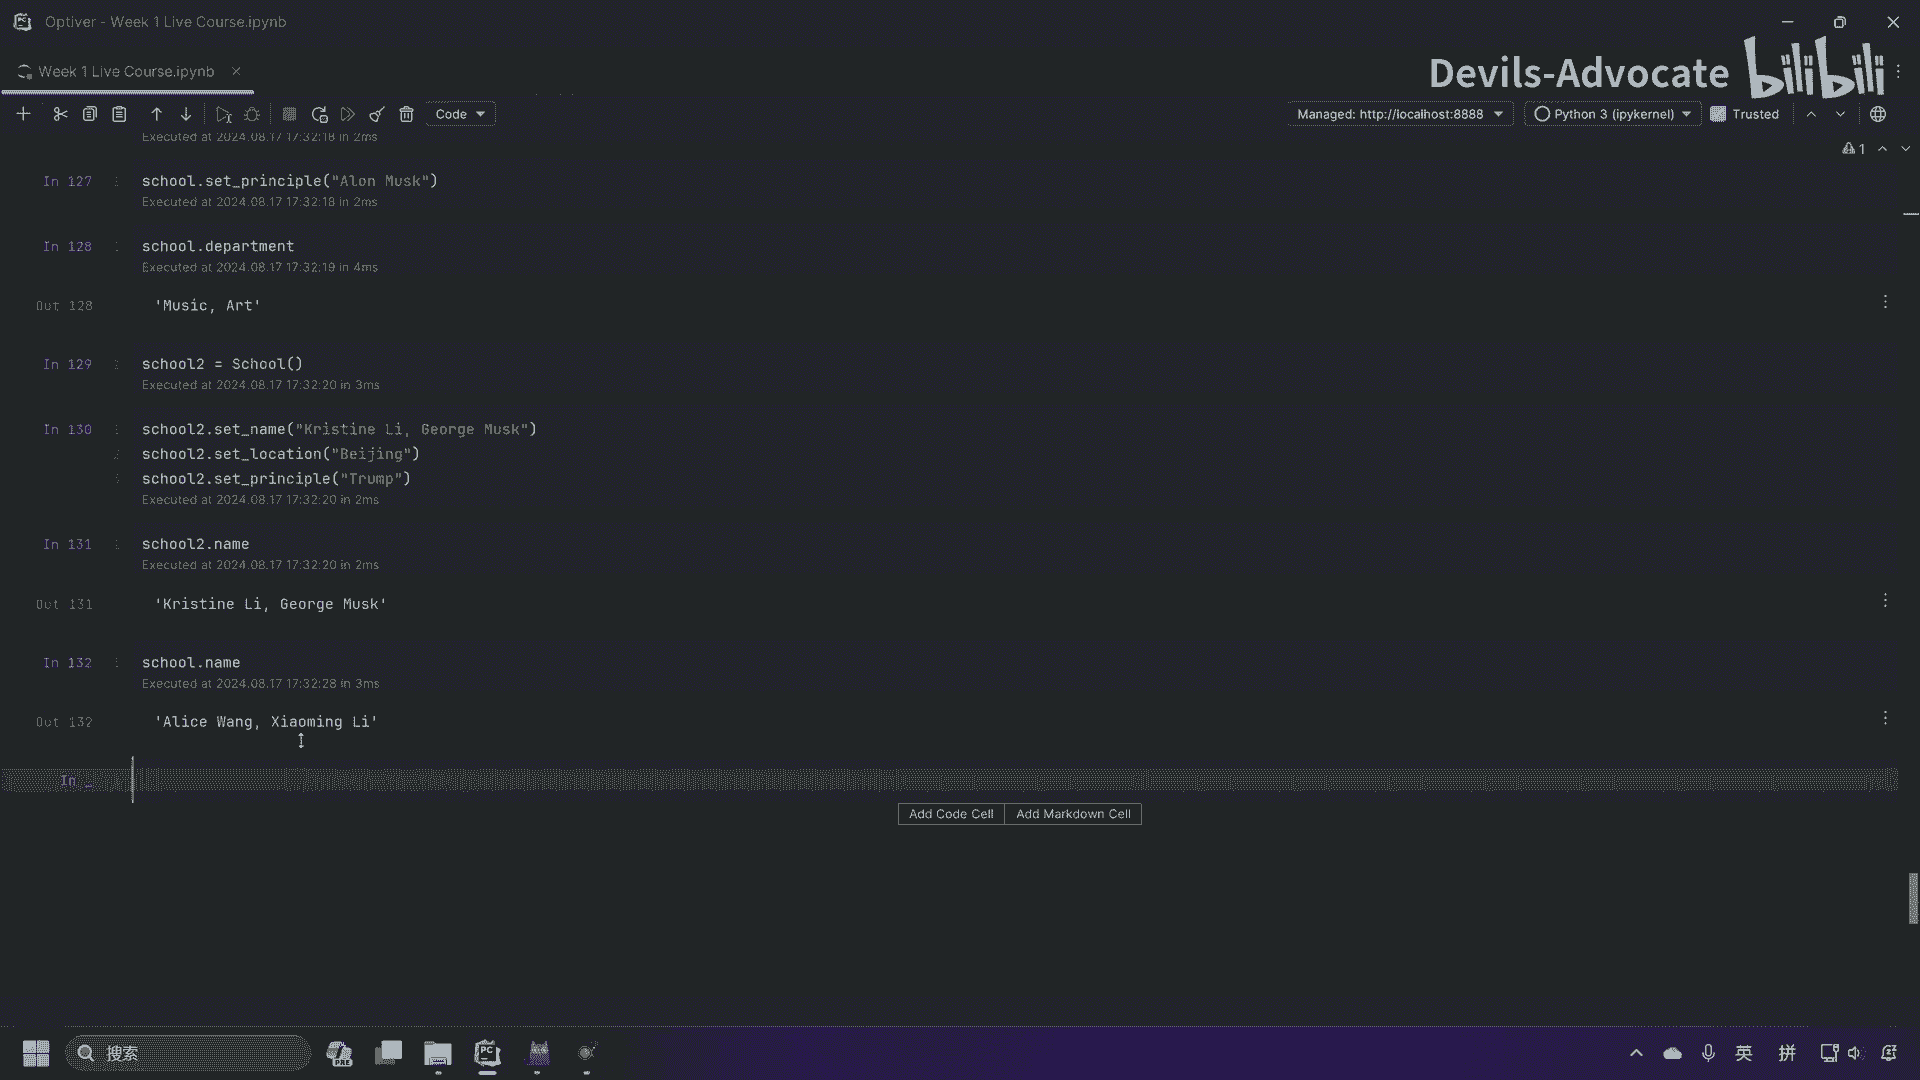 Optiver - Week 1 Live Course.ipynb
Week 1 Live Course.ipynb
Devils-Advocate bilibili
Code
Managed: http://localhost:8888
Python 3 (ipykernel)
Trusted
Executed at 2024.08.17 17:32:18 in 2ms
1
In 127
school.set_principle("Alon Musk")
Executed at 2024.08.17 17:32:18 in 2ms
In 128
school.department
Executed at 2024.08.17 17:32:19 in 4ms
Out 128
'Music, Art'
In 129
school2 = School()
Executed at 2024.08.17 17:32:20 in 3ms
In 130
school2.set_name("Kristine Li, George Musk")
school2.set_location("Beijing")
school2.set_principle("Trump")
Executed at 2024.08.17 17:32:20 in 2ms
In 131
school2.name
Executed at 2024.08.17 17:32:20 in 2ms
Out 131
'Kristine Li, George Musk'
In 132
school.name
Executed at 2024.08.17 17:32:28 in 3ms
Out 132
'Alice Wang, Xiaoming Li'
In _
Add Code Cell
Add Markdown Cell
搜索
PRE
PC
英
拼